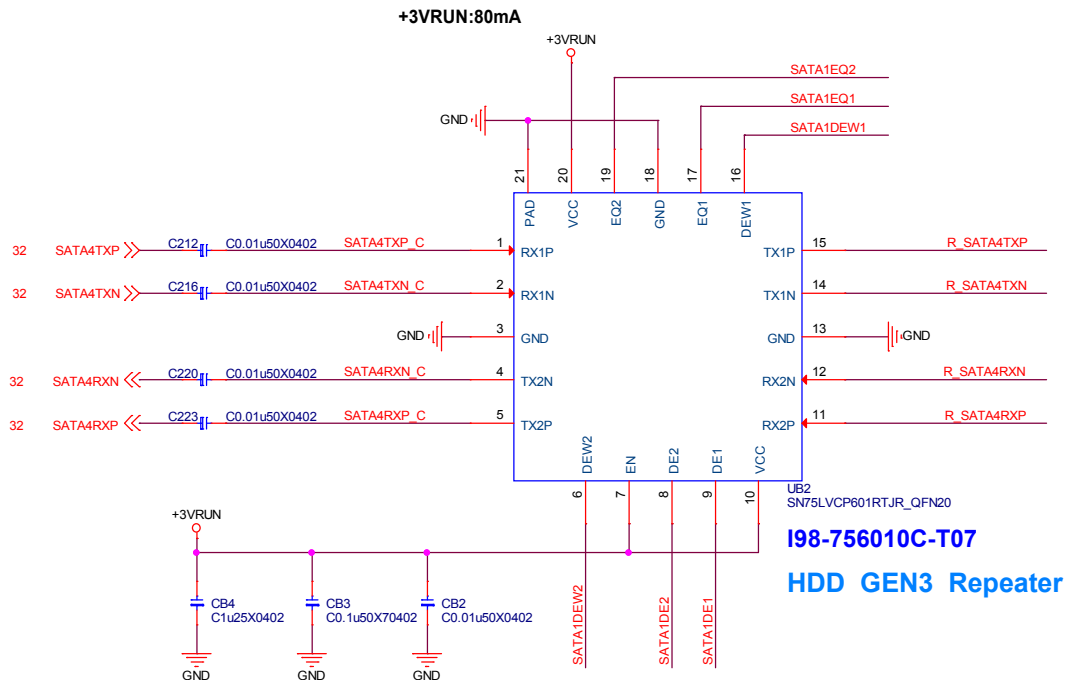 +3VRUN:80mA
+3VRUN
SATA1EQ2
SATA1EQ1
SATA1DEW1
GND
21
20
19
18
17
16
PAD
VCC
EQ2
GND
EQ1
DEW1
32 SATA4TXP C212 C0.01u50X0402 SATA4TXP_C 1 RX1P
TX1P 15 R_SATA4TXP
32 SATA4TXN C216 C0.01u50X0402 SATA4TXN_C 2 RX1N
TX1N 14 R_SATA4TXN
GND 3 GND
GND 13 GND
32 SATA4RXN C220 C0.01u50X0402 SATA4RXN_C 4 TX2N
RX2N 12 R_SATA4RXN
32 SATA4RXP C223 C0.01u50X0402 SATA4RXP_C 5 TX2P
RX2P 11 R_SATA4RXP
DEW2
EN
DE2
DE1
VCC
6
7
8
9
10
UB2
SN75LVCP601RTJR_QFN20
I98-756010C-T07
HDD GEN3 Repeater
+3VRUN
CB4
C1u25X0402
CB3
C0.1u50X70402
CB2
C0.01u50X0402
GND
GND
GND
SATA1DEW2
SATA1DE2
SATA1DE1